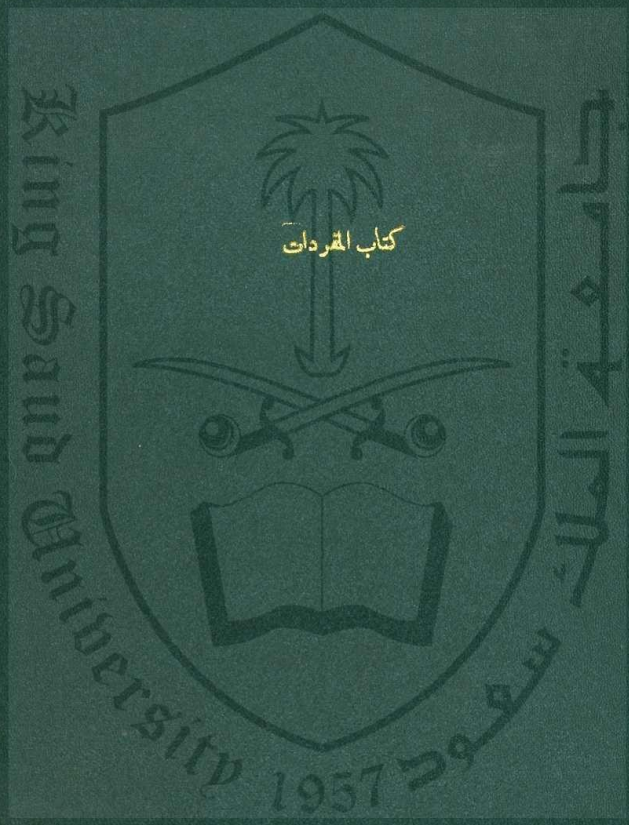 كتاب المفردات
King Saud University
1957
جامعة الملك سعود